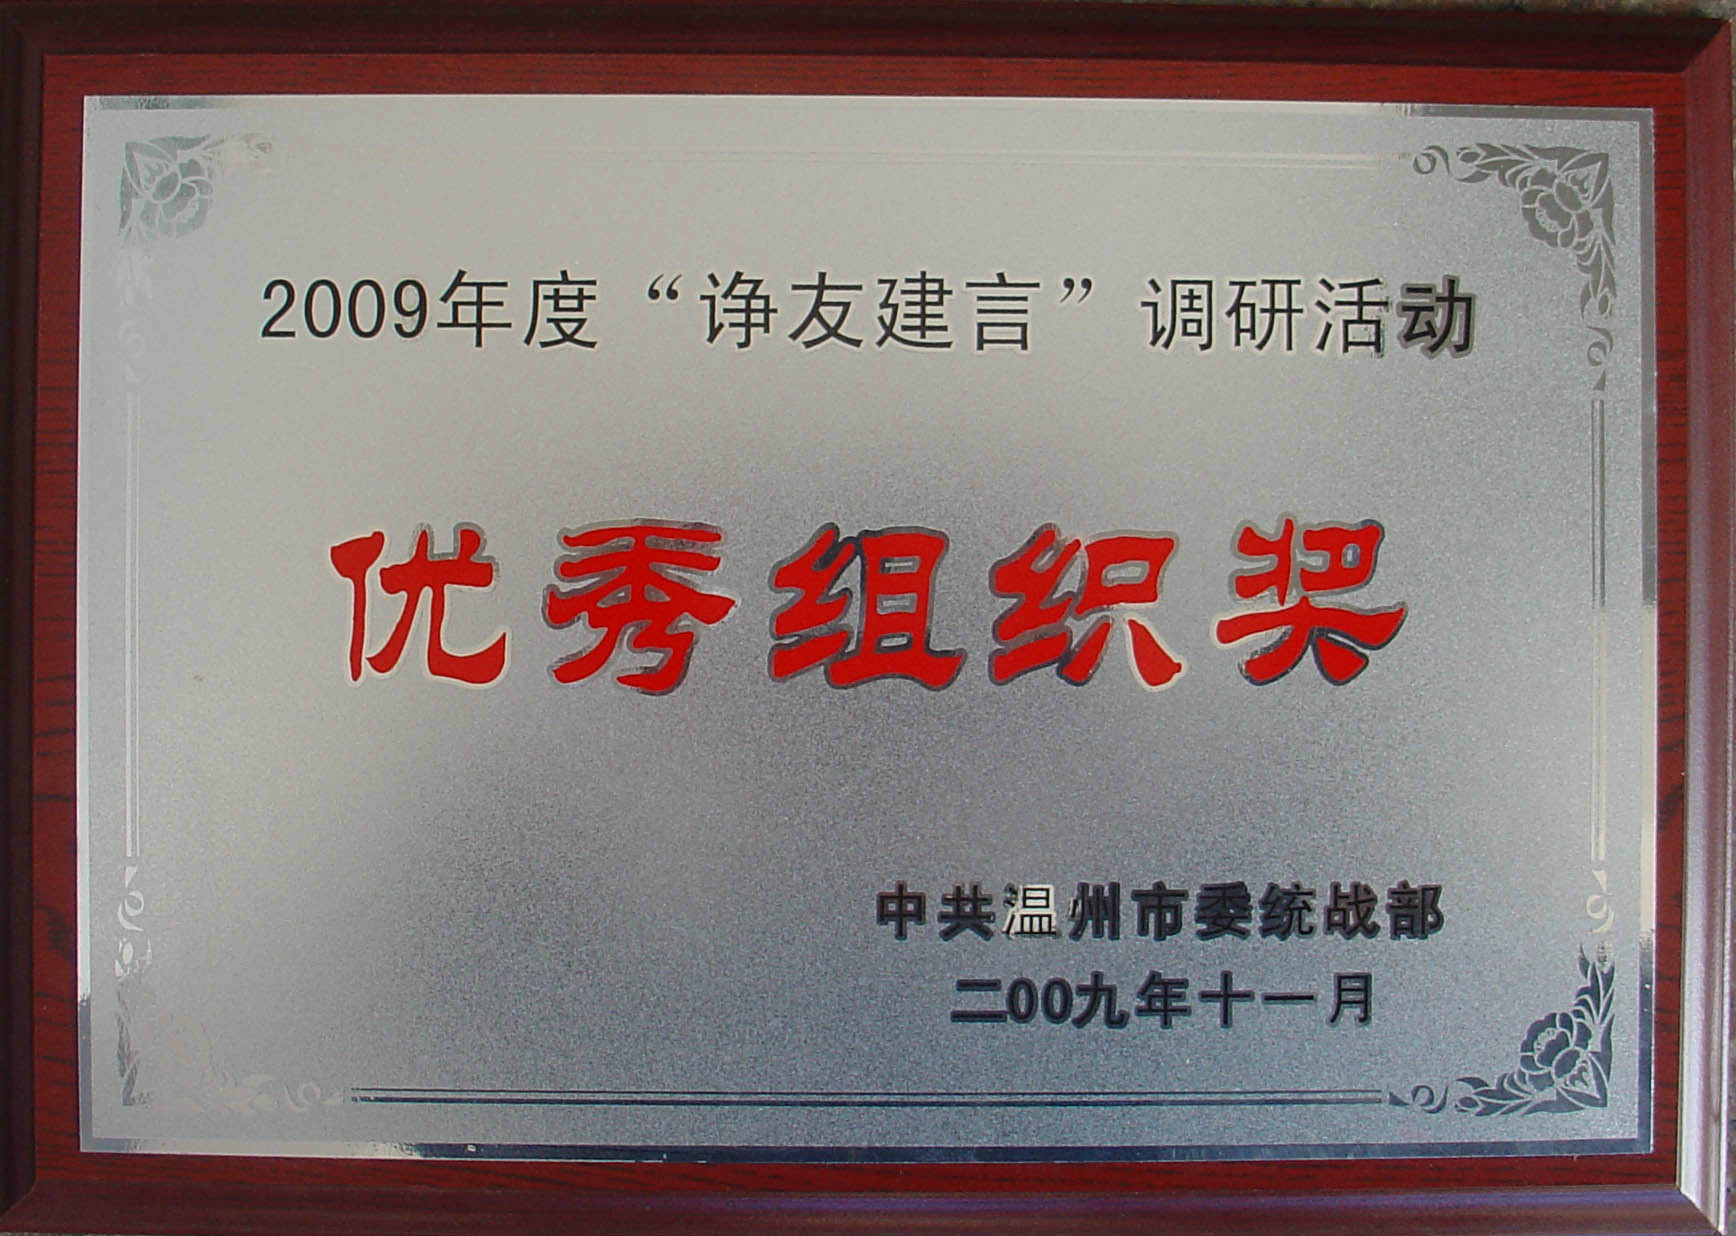 2009年度“诤友建言”调研活动
优秀组织奖
中共温州市委统战部
二00九年十一月